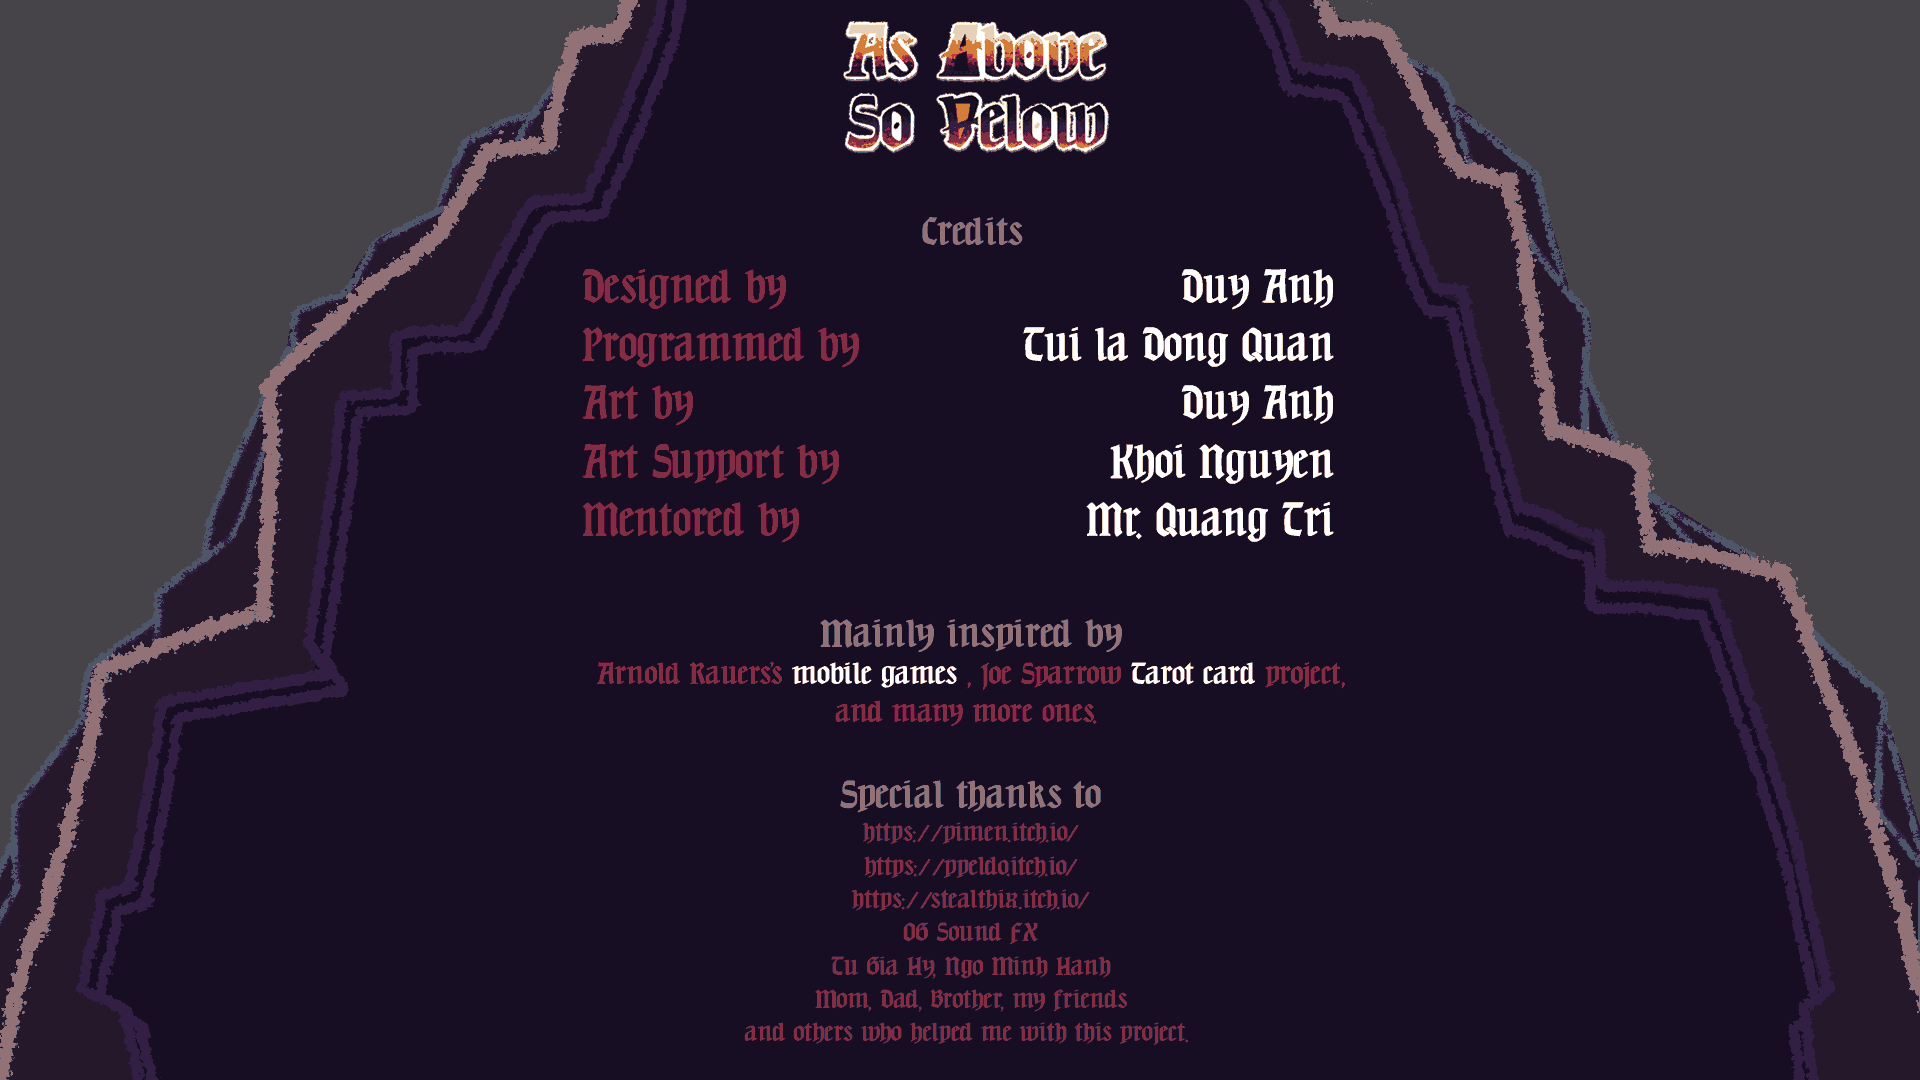 As Above
So Below
Credits
Designed by Duy Anh
Programmed by Tui la Dong Quan
Art by Duy Anh
Art Support by Khoi Nguyen
Mentored by Mr. Quang Tri
Mainly inspired by
Arnold Rauers's mobile games , Joe Sparrow Tarot card project,
and many more ones.
Special thanks to
https://pimen.itch.io/
https://ppeldo.itch.io/
https://stealthix.itch.io/
OG Sound FX
Tu Gia Hy, Ngo Minh Hanh
Mom, Dad, Brother, my friends
and others who helped me with this project.